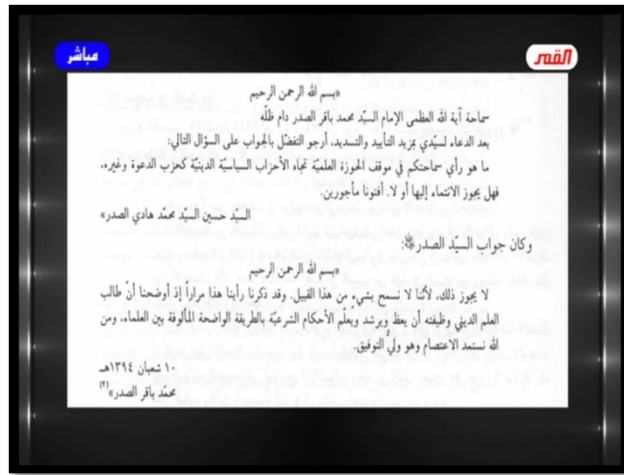 القمر
مباشر
«بسم الله الرحمن الرحيم
سماحة آية الله العظمى الإمام السيّد محمد باقر الصدر دام ظلّه
بعد الدعاء لسيّدي بمزيد التأييد والتسديد، أرجو التفضّل بالجواب على السؤال التالي:
ما هو رأي سماحتكم في موقف الحوزة العلميّة تجاه الأحزاب السياسيّة الدينيّة كحزب الدعوة وغيره،
فهل يجوز الانتماء إليها أو لا. أفتونا مأجورين.
السيّد حسين السيّد محمّد هادي الصدر»
وكان جواب السيّد الصدر:
«بسم الله الرحمن الرحيم
لا يجوز ذلك، لأنّنا لا نسمح بشيء من هذا القبيل. وقد ذكرنا رأينا هذا مراراً إذ أوضحنا أنّ طالب
العلم الديني وظيفته أن يعظ ويرشد ويعلّم الأحكام الشرعيّة بالطريقة الواضحة المألوفة بين العلماء، ومن
الله نستمد الاعتصام وهو وليّ التوفيق.
١٠ شعبان ١٣٩٤هـ
محمّد باقر الصدر»(٢)